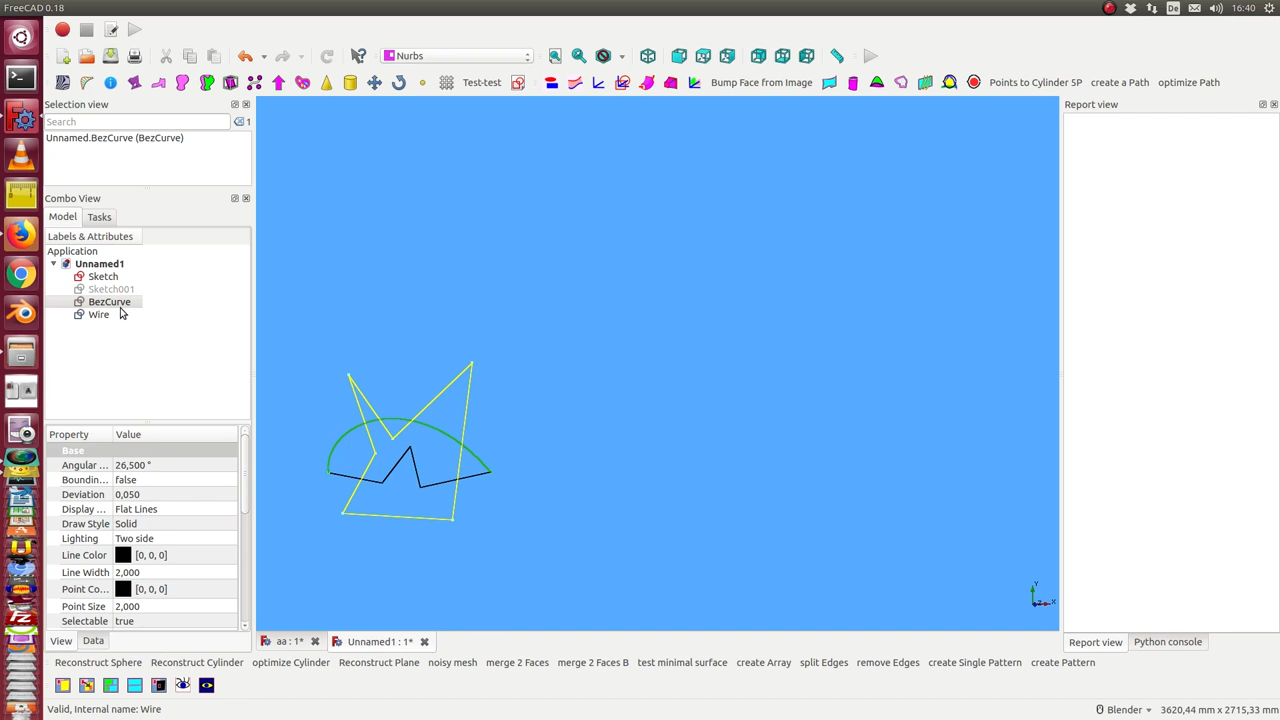 FreeCAD 0.18
De
16:40
Nurbs
Test-test
Bump Face from Image
Points to Cylinder 5P
create a Path
optimize Path
Selection view
Report view
Search
1
Unnamed.BezCurve (BezCurve)
Combo View
Model
Tasks
Labels & Attributes
Application
Unnamed1
Sketch
Sketch001
BezCurve
Wire
Property
Value
Base
Angular ...
26,500 °
Boundin...
false
Deviation
0,050
Display ...
Flat Lines
Draw Style
Solid
Lighting
Two side
Line Color
[0, 0, 0]
Line Width
2,000
Point Co...
[0, 0, 0]
Point Size
2,000
Selectable
true
Y
X
View
Data
aa : 1*
Unnamed1 : 1*
Report view
Python console
Reconstruct Sphere
Reconstruct Cylinder
optimize Cylinder
Reconstruct Plane
noisy mesh
merge 2 Faces
merge 2 Faces B
test minimal surface
create Array
split Edges
remove Edges
create Single Pattern
create Pattern
Valid, Internal name: Wire
Blender
3620,44 mm x 2715,33 mm